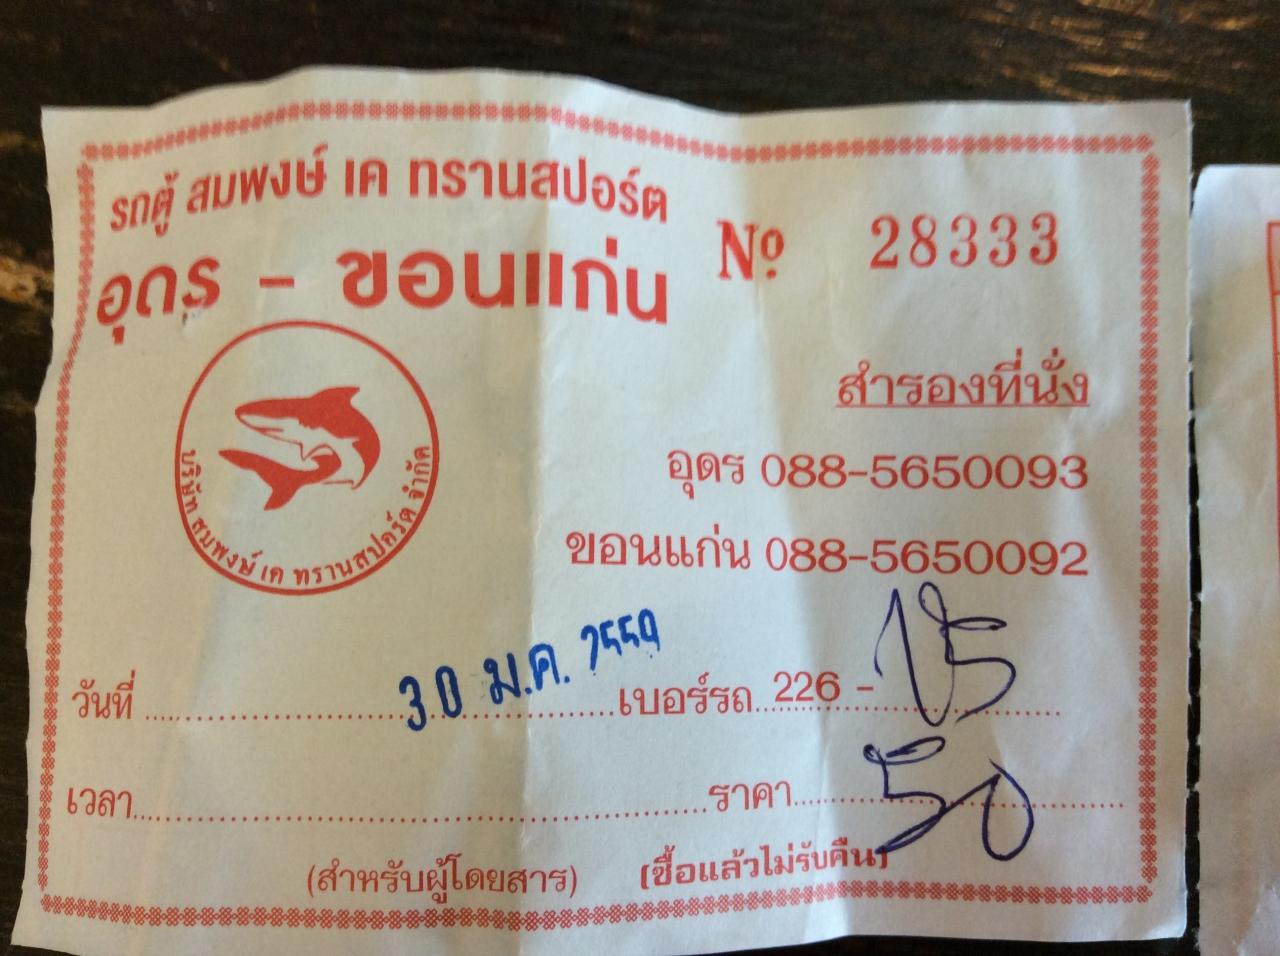 รถตู้ สมพงษ์ เค ทรานสปอร์ต
อุดร - ขอนแก่น
Nº 28333
บริษัท สมพงษ์ เค ทรานสปอร์ต จำกัด
สำรองที่นั่ง
อุดร 088-5650093
ขอนแก่น 088-5650092
วันที่ 30 ม.ค. 2559 เบอร์รถ 226 - 15
เวลา ราคา 50
(สำหรับผู้โดยสาร) (ซื้อแล้วไม่รับคืน)